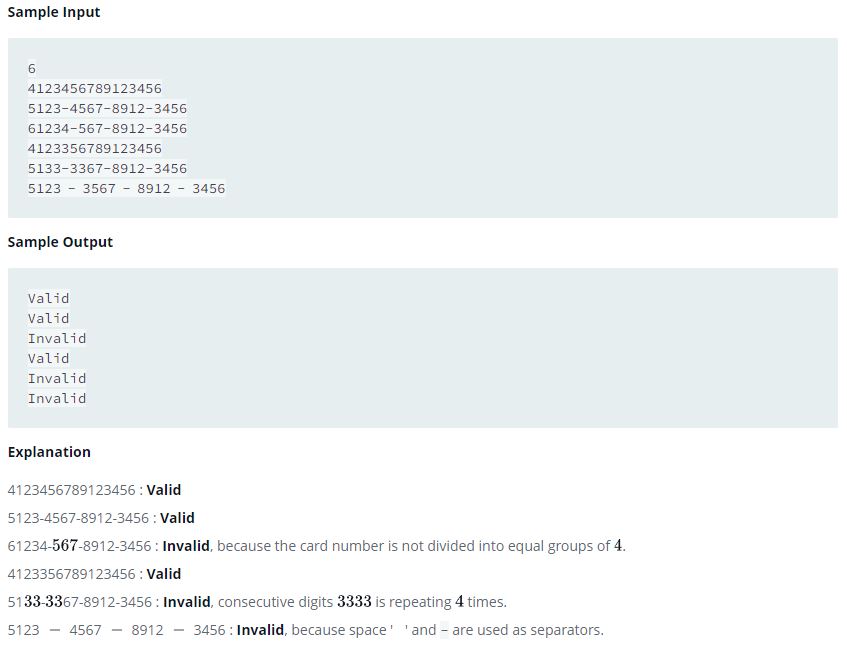 Sample Input
6
4123456789123456
5123-4567-8912-3456
61234-567-8912-3456
4123356789123456
5133-3367-8912-3456
5123 - 3567 - 8912 - 3456
Sample Output
Valid
Valid
Invalid
Valid
Invalid
Invalid
Explanation
4123456789123456 : Valid
5123-4567-8912-3456 : Valid
61234-567-8912-3456 : Invalid, because the card number is not divided into equal groups of 4.
4123356789123456 : Valid
5133-3367-8912-3456 : Invalid, consecutive digits 3333 is repeating 4 times.
5123 − 4567 − 8912 − 3456 : Invalid, because space ' ' and - are used as separators.